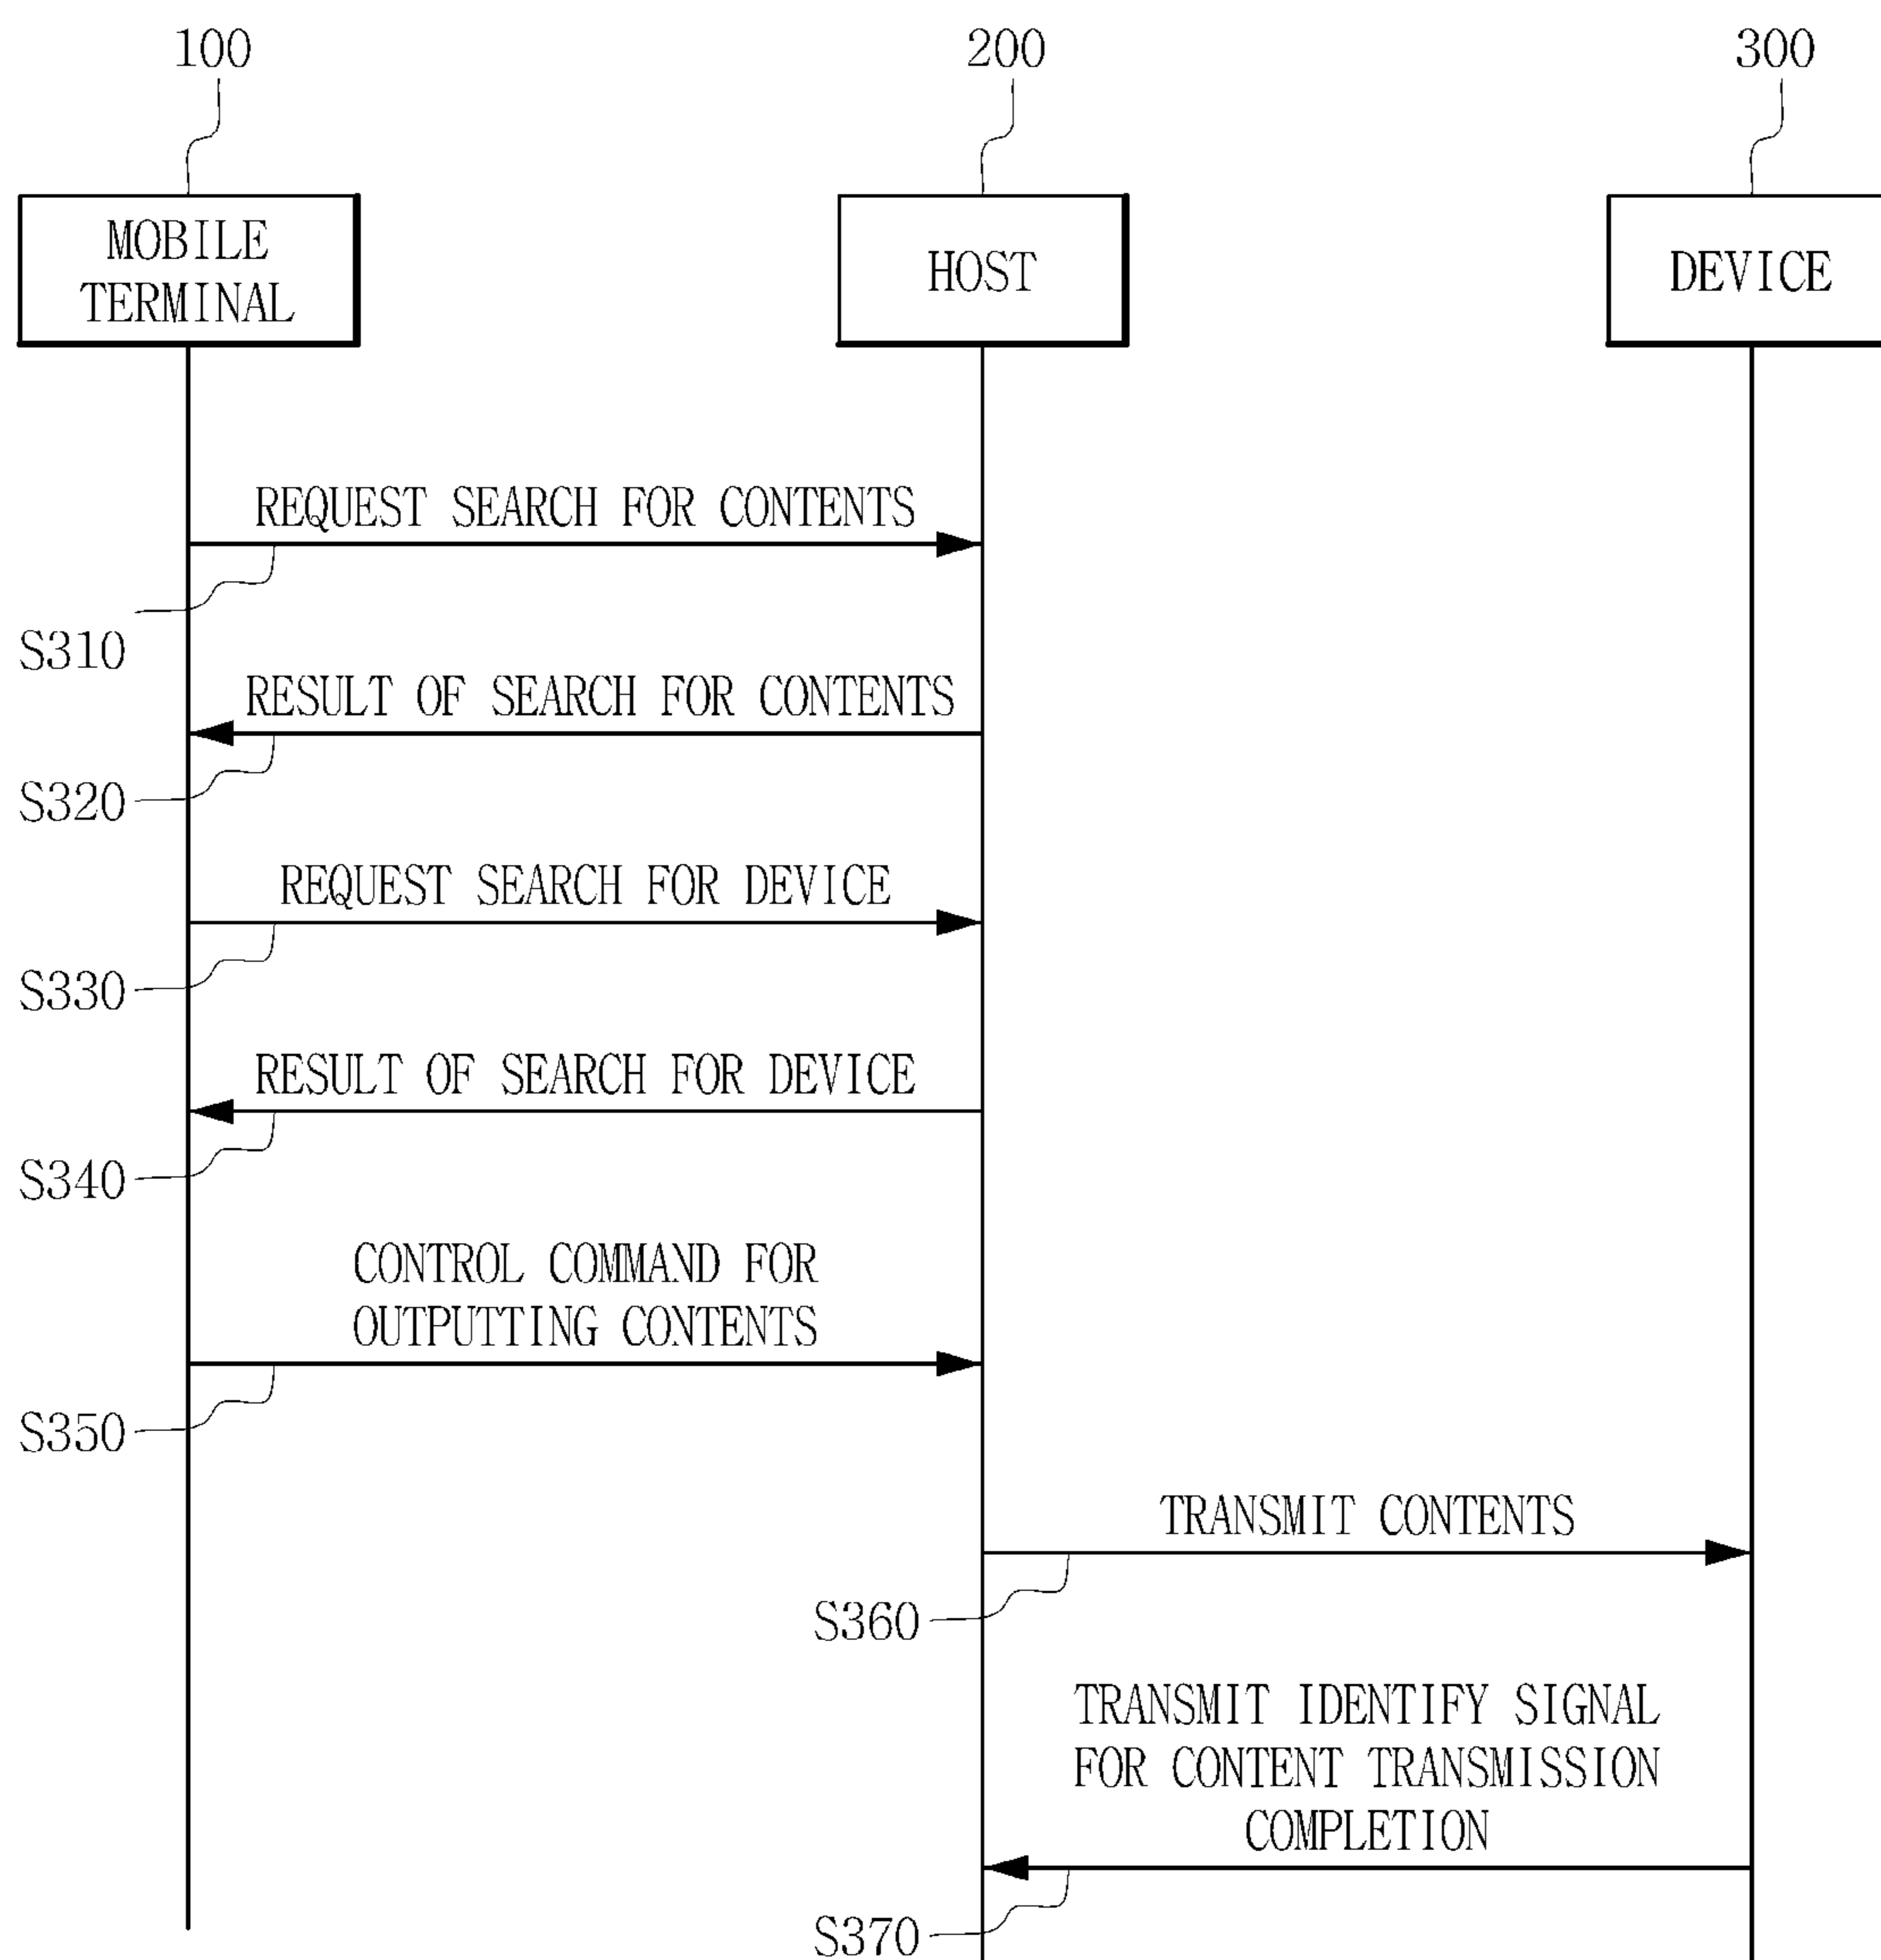 100
200
300
MOBILE
TERMINAL
HOST
DEVICE
REQUEST SEARCH FOR CONTENTS
S310
RESULT OF SEARCH FOR CONTENTS
S320
REQUEST SEARCH FOR DEVICE
S330
RESULT OF SEARCH FOR DEVICE
S340
CONTROL COMMAND FOR
OUTPUTTING CONTENTS
S350
TRANSMIT CONTENTS
S360
TRANSMIT IDENTIFY SIGNAL
FOR CONTENT TRANSMISSION
COMPLETION
S370